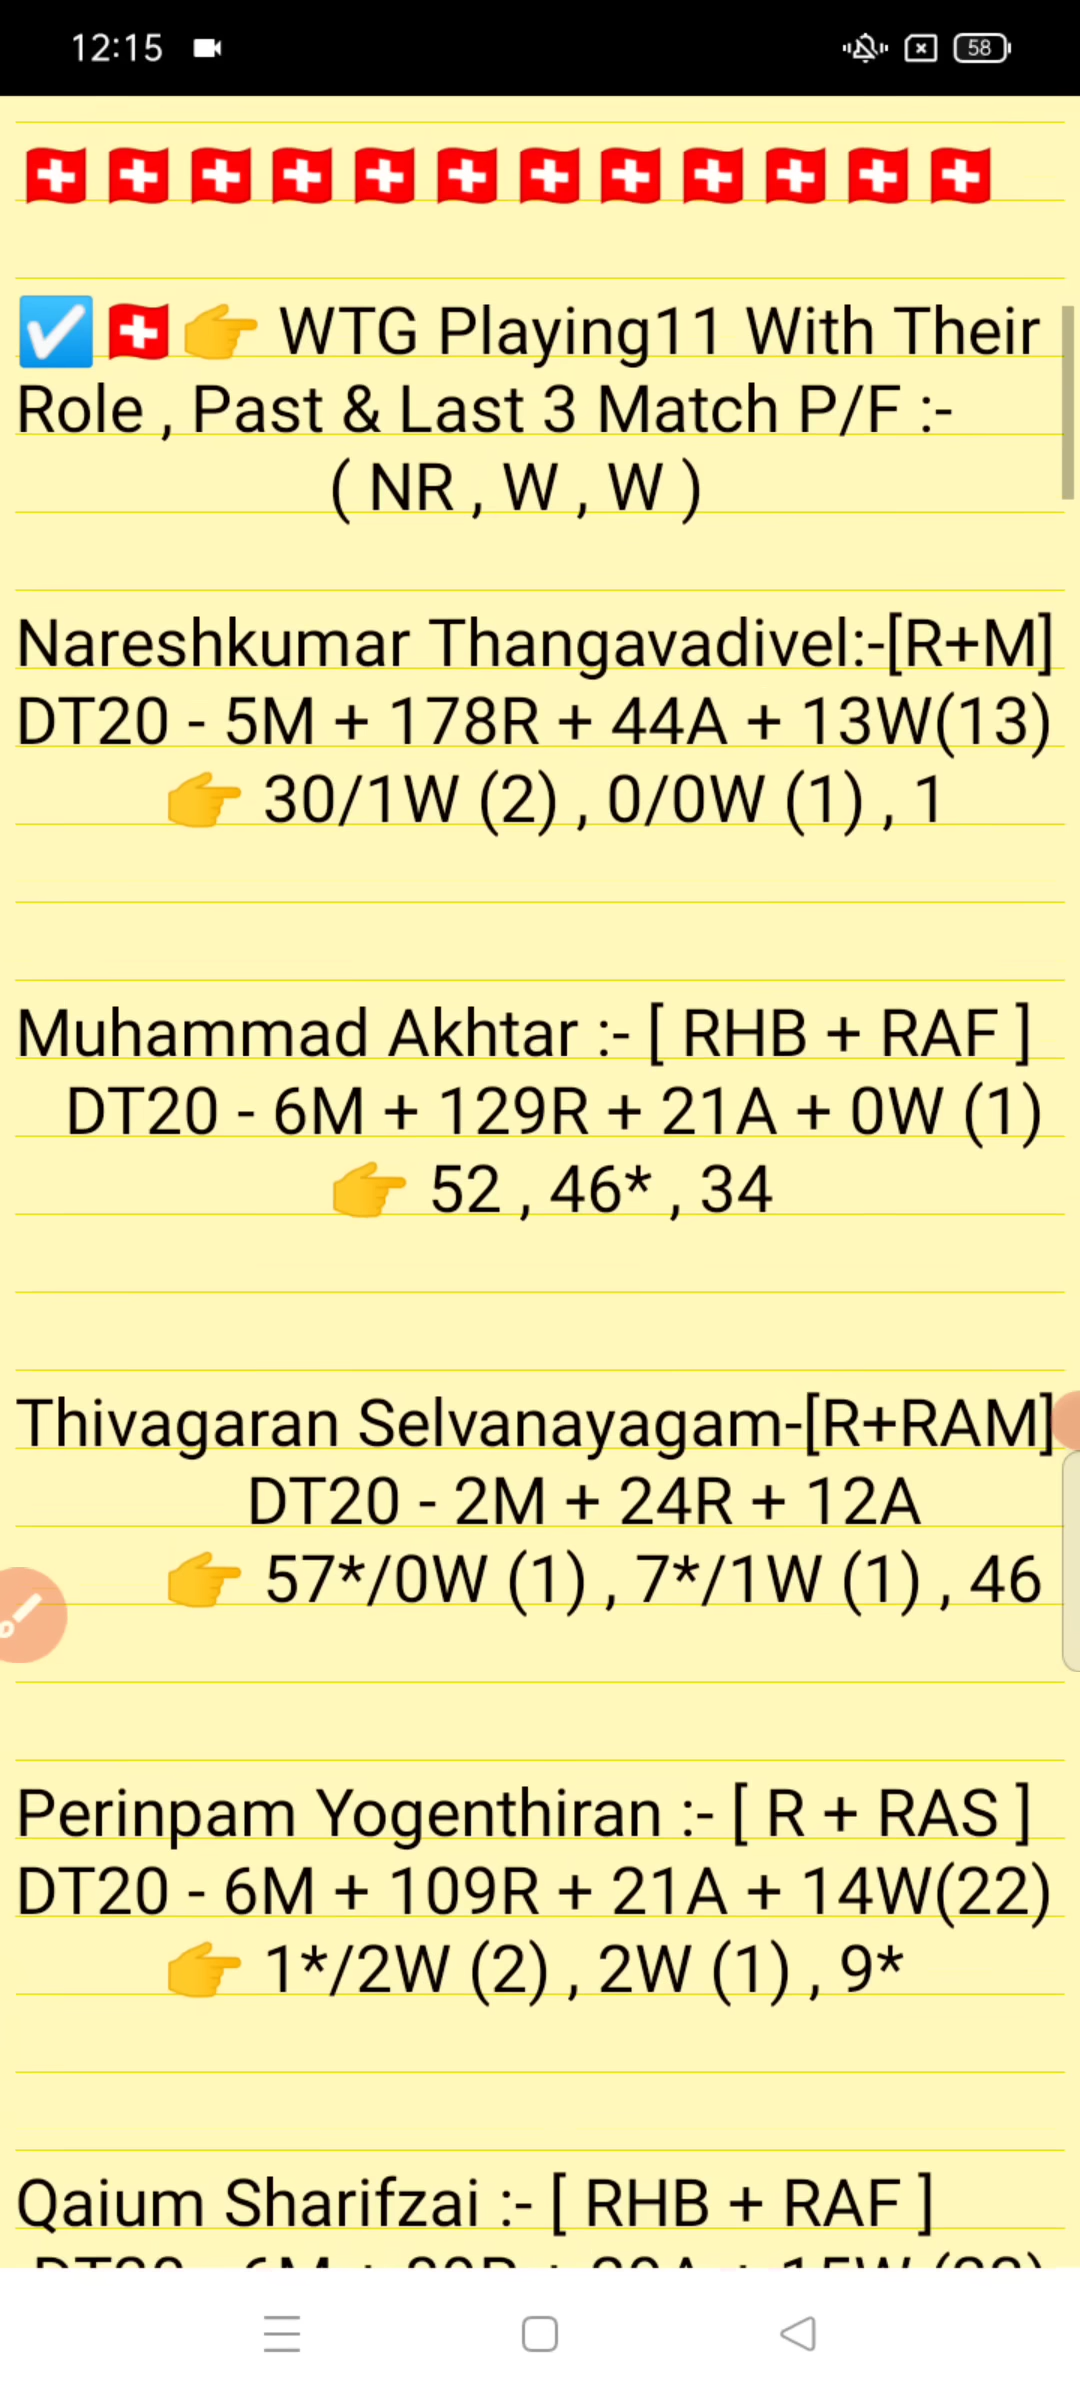 12:15 58
🇨🇭🇨🇭🇨🇭🇨🇭🇨🇭🇨🇭🇨🇭🇨🇭🇨🇭🇨🇭🇨🇭🇨🇭
☑️🇨🇭👉 WTG Playing11 With Their
Role , Past & Last 3 Match P/F :-
( NR , W , W )
Nareshkumar Thangavadivel:-[R+M]
DT20 - 5M + 178R + 44A + 13W(13)
👉 30/1W (2) , 0/0W (1) , 1
Muhammad Akhtar :- [ RHB + RAF ]
DT20 - 6M + 129R + 21A + 0W (1)
👉 52 , 46* , 34
Thivagaran Selvanayagam-[R+RAM]
DT20 - 2M + 24R + 12A
👉 57*/0W (1) , 7*/1W (1) , 46
Perinpam Yogenthiran :- [ R + RAS ]
DT20 - 6M + 109R + 21A + 14W(22)
👉 1*/2W (2) , 2W (1) , 9*
Qaium Sharifzai :- [ RHB + RAF ]